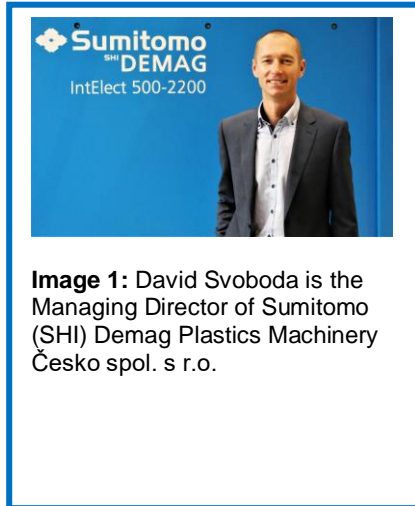 Sumitomo
SHI DEMAG
IntElect 500-2200
Image 1: David Svoboda is the
Managing Director of Sumitomo
(SHI) Demag Plastics Machinery
Česko spol. s r.o.